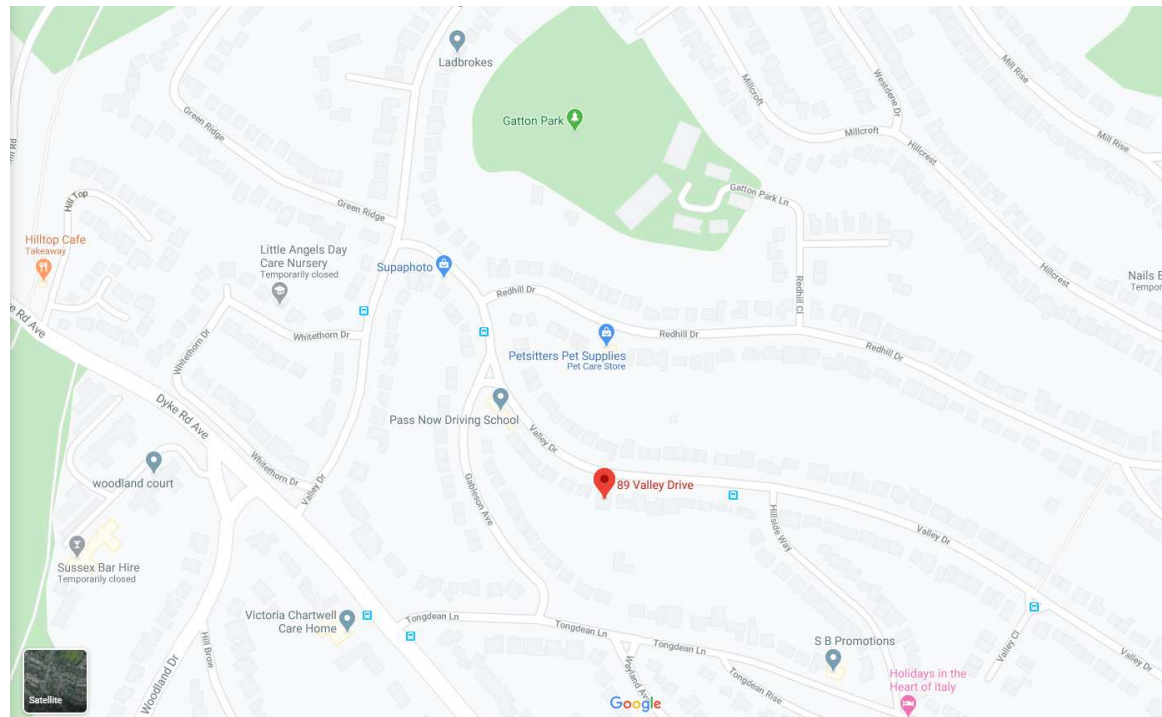 Ladbrokes
Gatton Park
Millcroft
Westdene Dr
Mill Rise
Millcroft
Hillcrest
Mill Rise
Green Ridge
Gatton Park Ln
Hill Top
Green Ridge
Hilltop Cafe
Takeaway
Little Angels Day
Care Nursery
Temporarily closed
Supaphoto
Redhill Dr
Redhill Cl
Hillcrest
Nails
Whitethorn Dr
Whitethorn Dr
Petsitters Pet Supplies
Pet Care Store
Redhill Dr
Redhill Dr
Rd Ave
Dyke Rd Ave
Pass Now Driving School
Valley Dr
Whitethorn Dr
Valley Dr
Gableson Ave
woodland court
89 Valley Drive
Hillside Way
Valley Dr
Sussex Bar Hire
Temporarily closed
Victoria Chartwell
Care Home
Tongdean Ln
Tongdean Ln
Tongdean Ln
S B Promotions
Valley Cl
Valley Dr
Hill Brow
Woodland Dr
Wayland Ave
Tongdean Rise
Holidays in the
Heart of italy
Satellite
Google